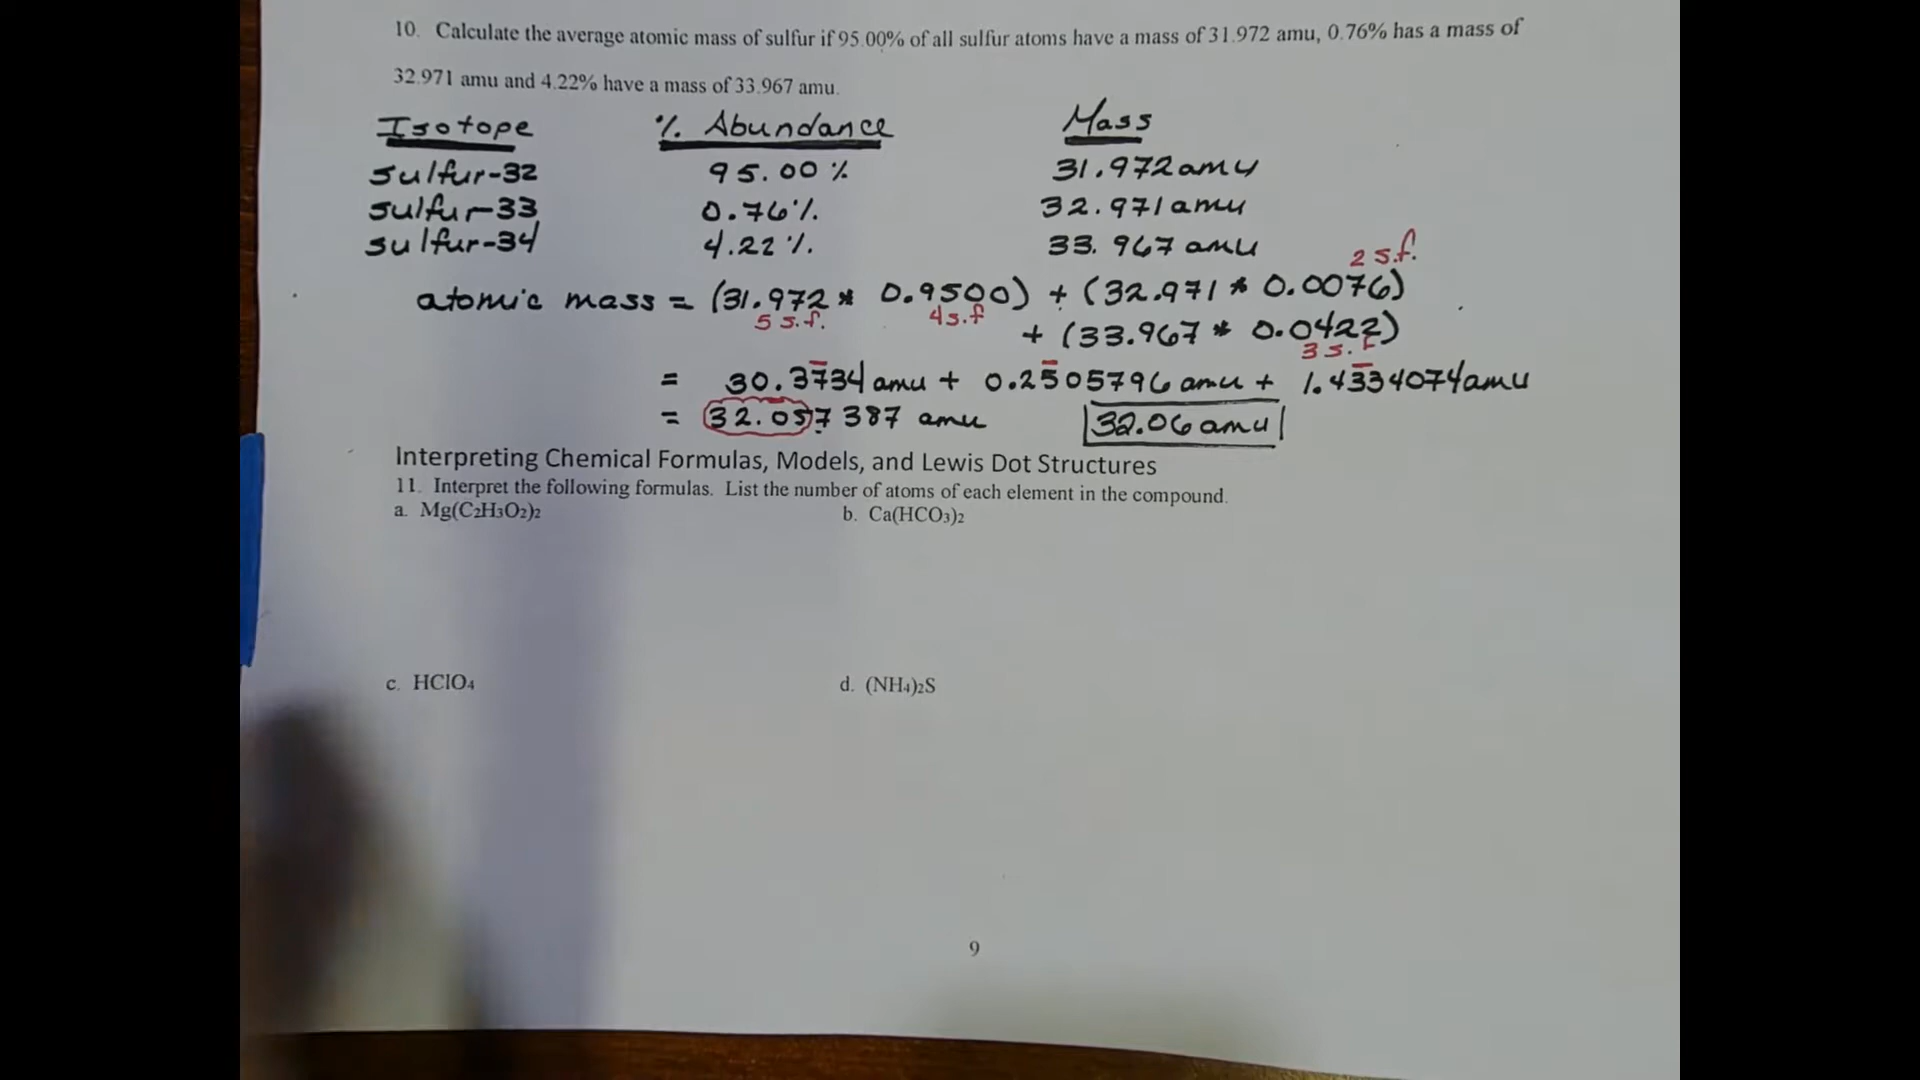 10. Calculate the average atomic mass of sulfur if 95.00% of all sulfur atoms have a mass of 31.972 amu, 0.76% has a mass of
32.971 amu and 4.22% have a mass of 33.967 amu.
Isotope % Abundance Mass
sulfur-32 95.00% 31.972 amu
sulfur-33 0.76% 32.971 amu
sulfur-34 4.22% 33.967 amu
2 s.f.
atomic mass = (31.972 * 0.9500) + (32.971 * 0.0076)
5 s.f. 4 s.f
+ (33.967 * 0.0422)
3 s.f
= 30.3734 amu + 0.2505796 amu + 1.4334074 amu
= 32.057387 amu 32.06 amu
Interpreting Chemical Formulas, Models, and Lewis Dot Structures
11. Interpret the following formulas. List the number of atoms of each element in the compound.
a. Mg(C2H3O2)2 b. Ca(HCO3)2
c. HClO4 d. (NH4)2S
9